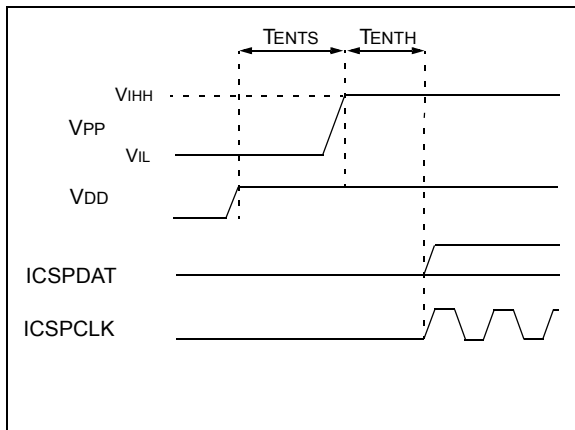 TENTS TENTH
VIHH
VPP
VIL
VDD
ICSPDAT
ICSPCLK